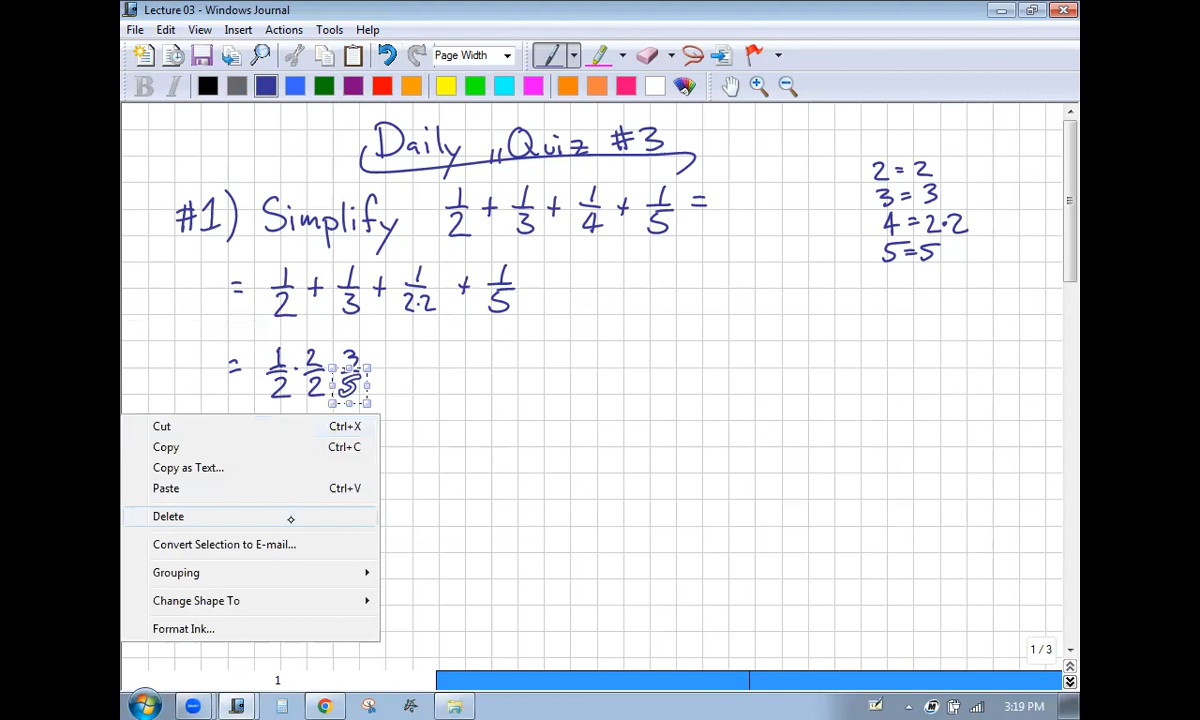 Lecture 03 - Windows Journal
File Edit View Insert Actions Tools Help
Page Width
B I
Daily Quiz #3
#1) Simplify 1/2 + 1/3 + 1/4 + 1/5 =
2 = 2
3 = 3
4 = 2·2
5 = 5
= 1/2 + 1/3 + 1/2·2 + 1/5
= 1/2 · 2/2 · 3/5
Cut Ctrl+X
Copy Ctrl+C
Copy as Text...
Paste Ctrl+V
Delete
Convert Selection to E-mail...
Grouping
Change Shape To
Format Ink...
1 / 3
1
3:19 PM